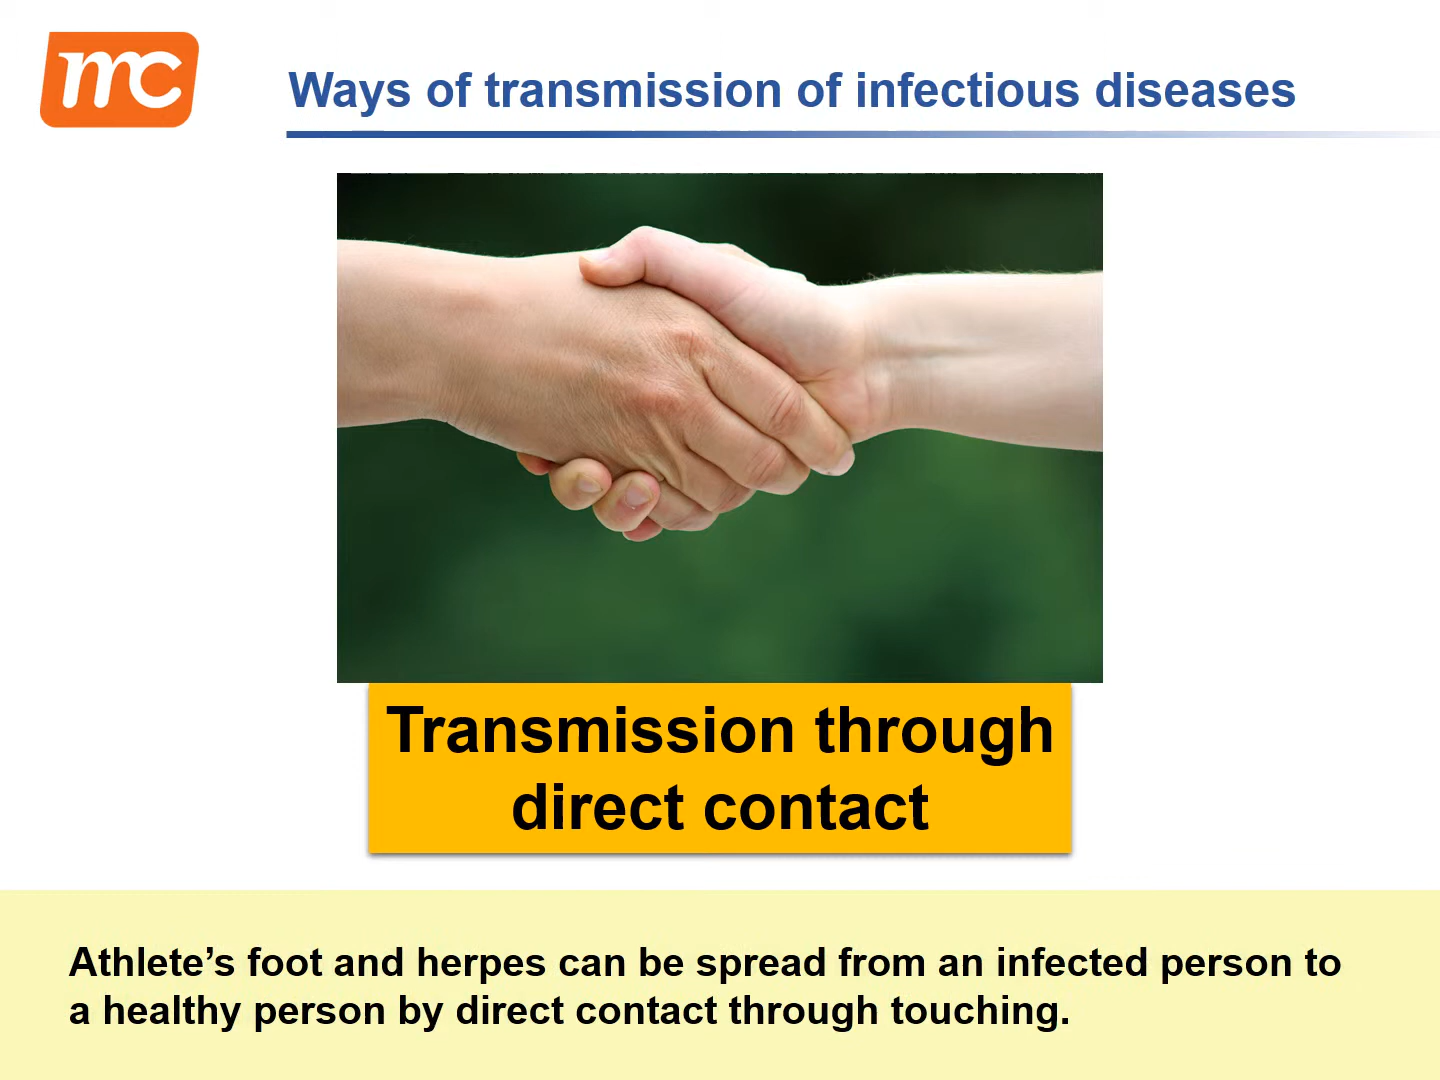 mc
Ways of transmission of infectious diseases
Transmission through
direct contact
Athlete’s foot and herpes can be spread from an infected person to
a healthy person by direct contact through touching.